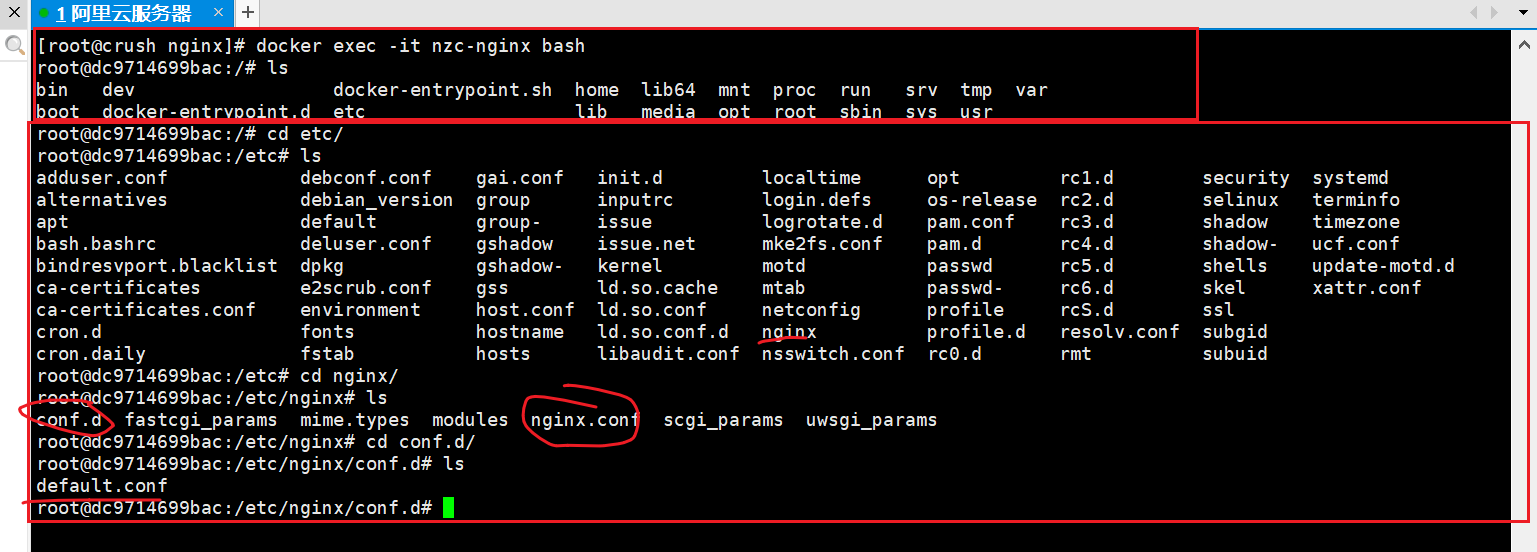 1 阿里云服务器
[root@crush nginx]# docker exec -it nzc-nginx bash
root@dc9714699bac:/# ls
bin dev docker-entrypoint.sh home lib64 mnt proc run srv tmp var
boot docker-entrypoint.d etc lib media opt root sbin sys usr
root@dc9714699bac:/# cd etc/
root@dc9714699bac:/etc# ls
adduser.conf debconf.conf gai.conf init.d localtime opt rc1.d security systemd
alternatives debian_version group inputrc login.defs os-release rc2.d selinux terminfo
apt default group- issue logrotate.d pam.conf rc3.d shadow timezone
bash.bashrc deluser.conf gshadow issue.net mke2fs.conf pam.d rc4.d shadow- ucf.conf
bindresvport.blacklist dpkg gshadow- kernel motd passwd rc5.d shells update-motd.d
ca-certificates e2scrub.conf gss ld.so.cache mtab passwd- rc6.d skel xattr.conf
ca-certificates.conf environment host.conf ld.so.conf netconfig profile rcS.d ssl
cron.d fonts hostname ld.so.conf.d nginx profile.d resolv.conf subgid
cron.daily fstab hosts libaudit.conf nsswitch.conf rc0.d rmt subuid
root@dc9714699bac:/etc# cd nginx/
root@dc9714699bac:/etc/nginx# ls
conf.d fastcgi_params mime.types modules nginx.conf scgi_params uwsgi_params
root@dc9714699bac:/etc/nginx# cd conf.d/
root@dc9714699bac:/etc/nginx/conf.d# ls
default.conf
root@dc9714699bac:/etc/nginx/conf.d#